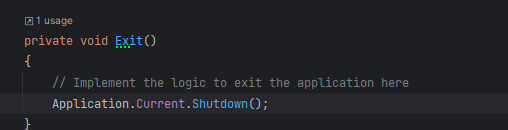 1 usage
private void Exit()
{
// Implement the logic to exit the application here
Application.Current.Shutdown();
}